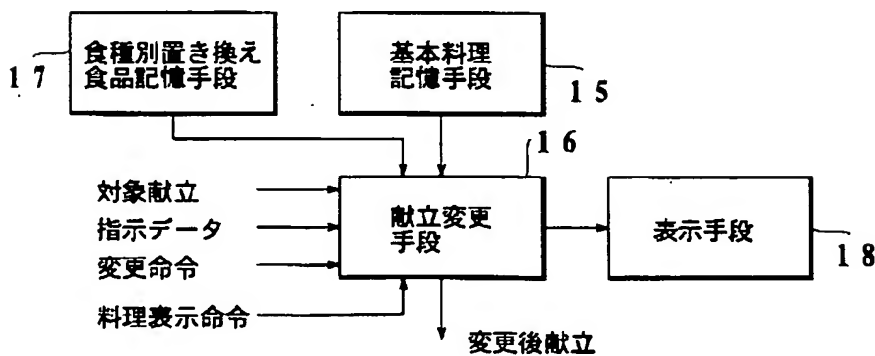 食種別置き換え
食品記憶手段
17
基本料理
記憶手段
15
16
対象献立
指示データ
変更命令
料理表示命令
献立変更
手段
表示手段
18
変更後献立